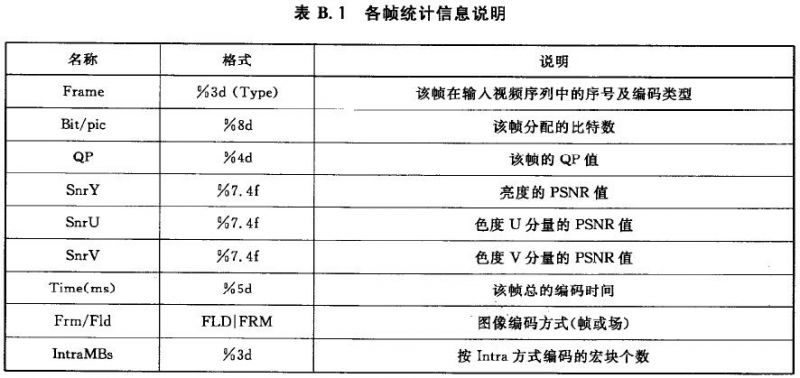 表 B.1 各帧统计信息说明
名称 格式 说明
Frame %3d (Type) 该帧在输入视频序列中的序号及编码类型
Bit/pic %8d 该帧分配的比特数
QP %4d 该帧的 QP 值
SnrY %7.4f 亮度的 PSNR 值
SnrU %7.4f 色度 U 分量的 PSNR 值
SnrV %7.4f 色度 V 分量的 PSNR 值
Time(ms) %5d 该帧总的编码时间
Frm/Fld FLD|FRM 图像编码方式(帧或场)
IntraMBs %3d 按 Intra 方式编码的宏块个数